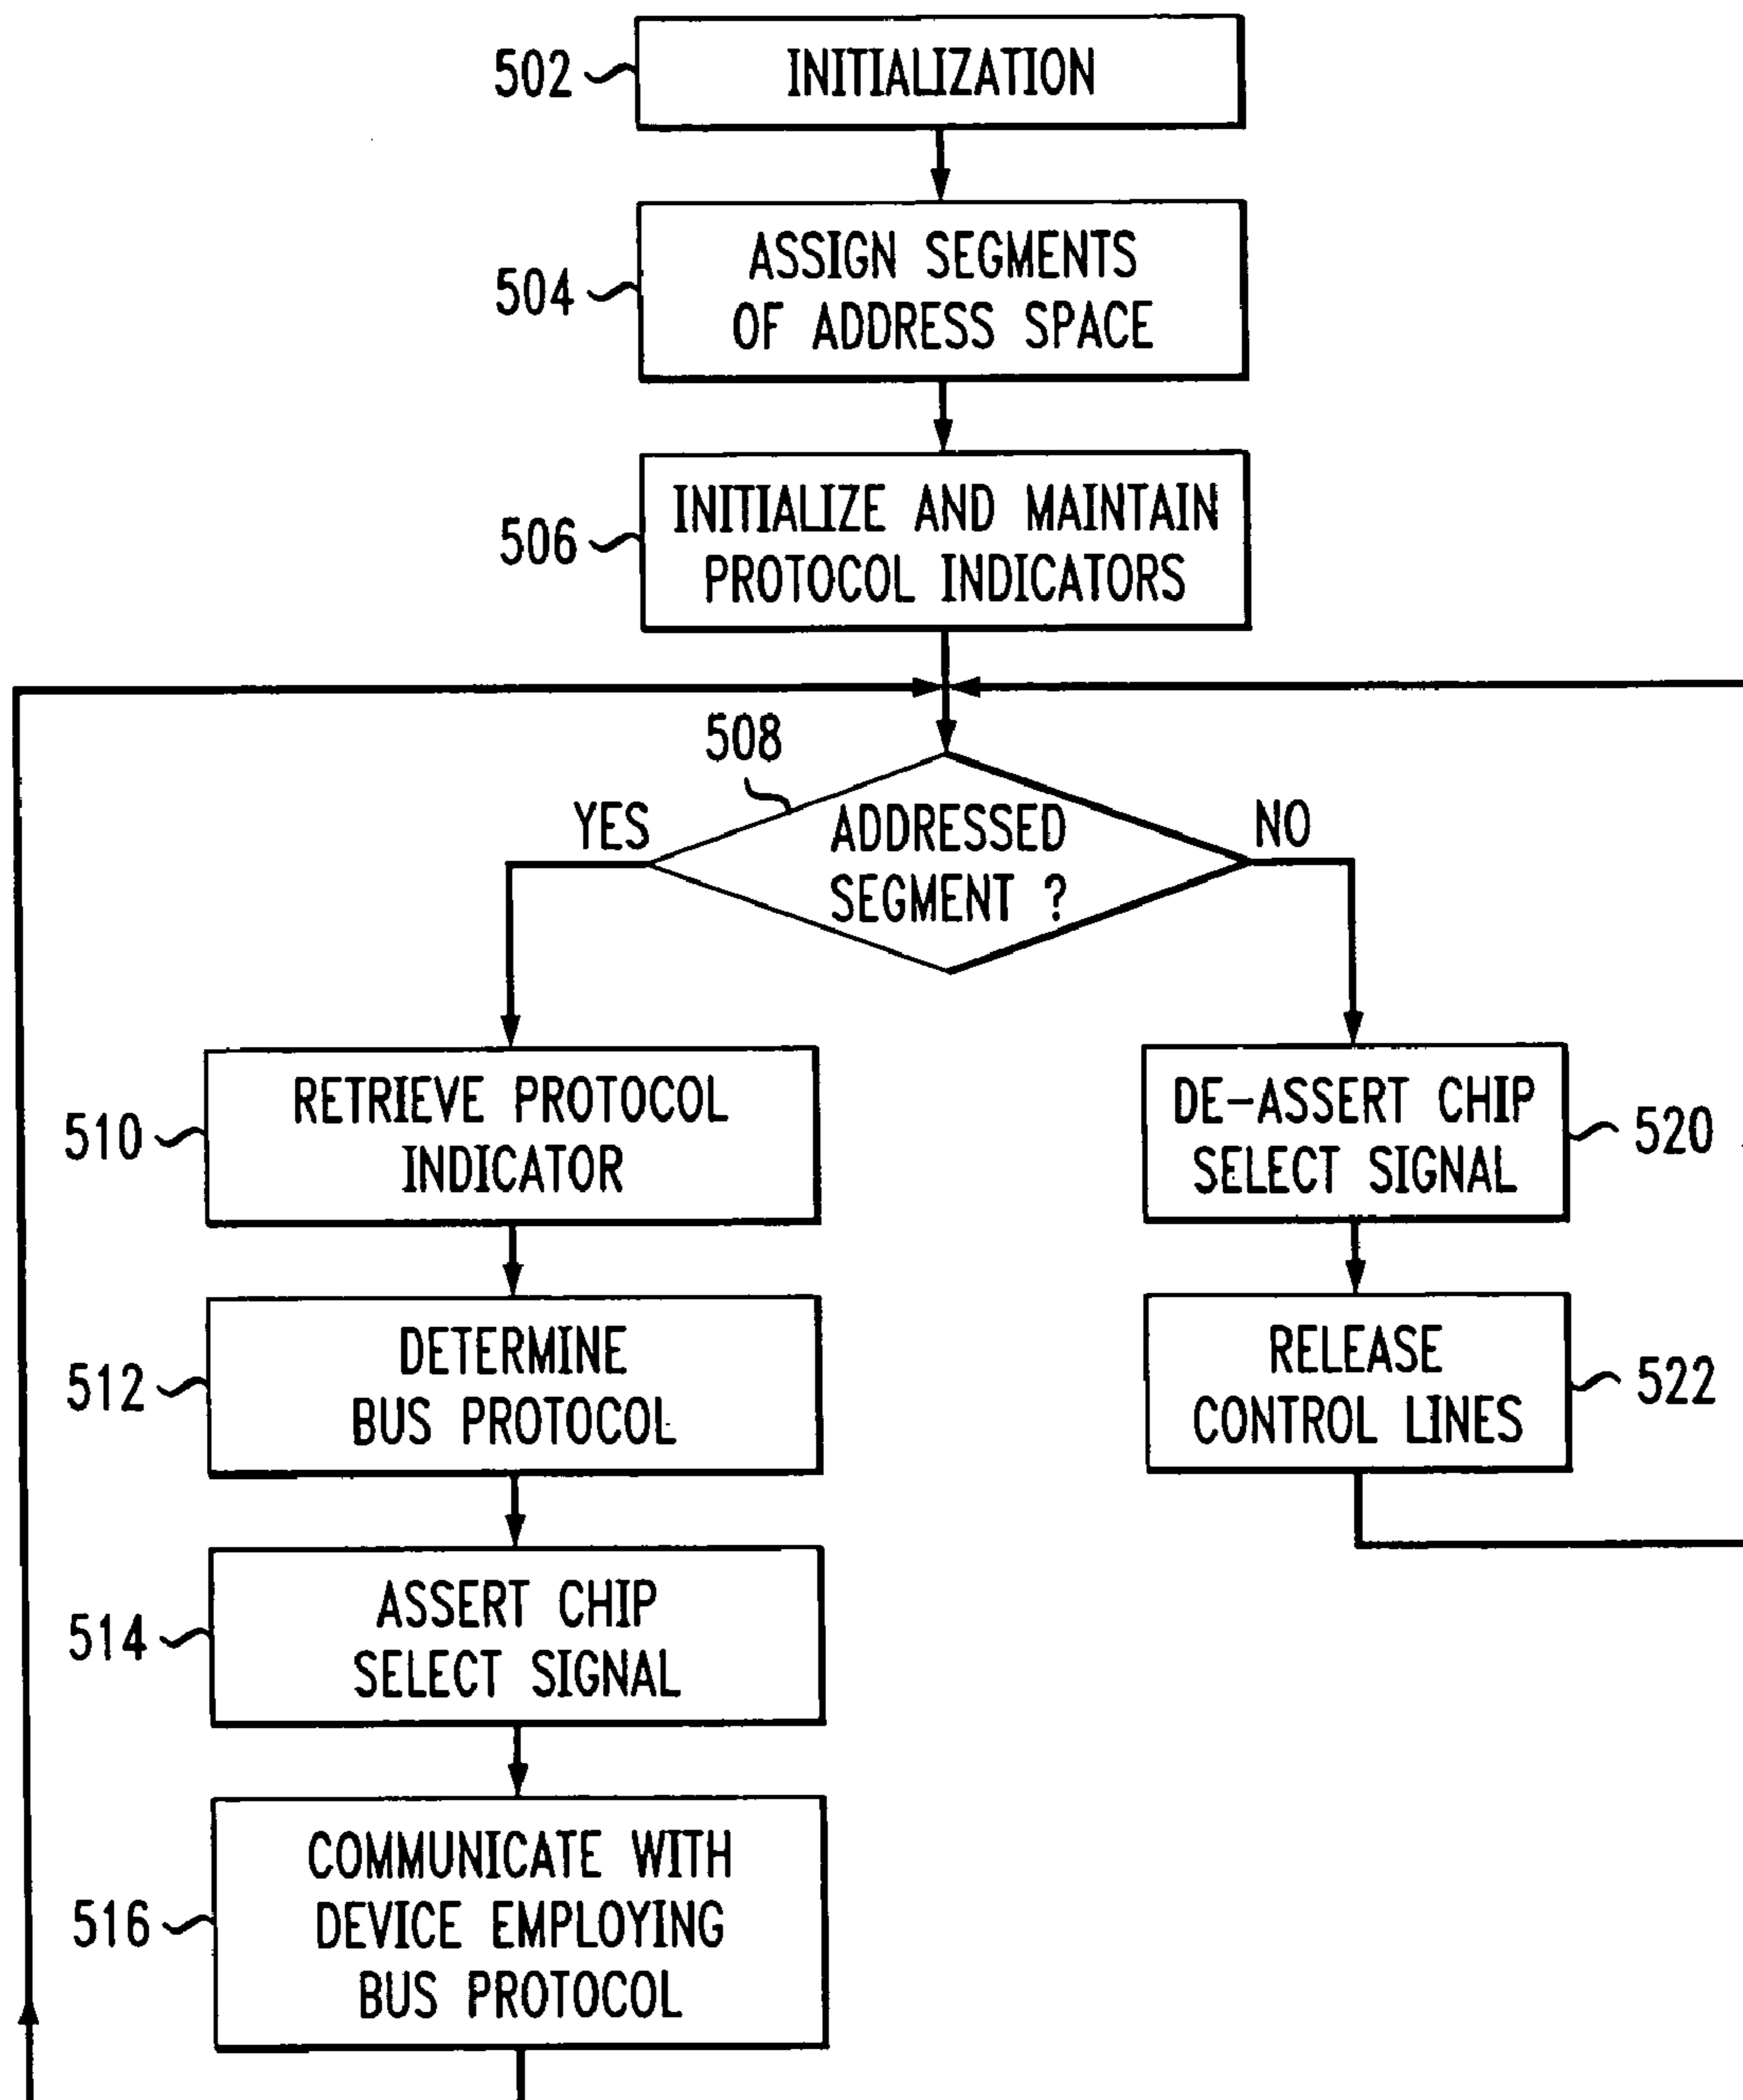 502
INITIALIZATION
504
ASSIGN SEGMENTS
OF ADDRESS SPACE
506
INITIALIZE AND MAINTAIN
PROTOCOL INDICATORS
508
YES
ADDRESSED
SEGMENT ?
NO
510
RETRIEVE PROTOCOL
INDICATOR
512
DETERMINE
BUS PROTOCOL
514
ASSERT CHIP
SELECT SIGNAL
516
COMMUNICATE WITH
DEVICE EMPLOYING
BUS PROTOCOL
DE-ASSERT CHIP
SELECT SIGNAL
520
RELEASE
CONTROL LINES
522